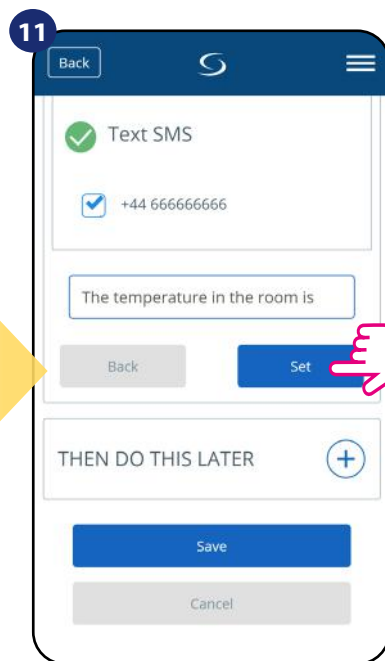 11
Back
Text SMS
+44 666666666
The temperature in the room is
Back Set
THEN DO THIS LATER
Save
Cancel